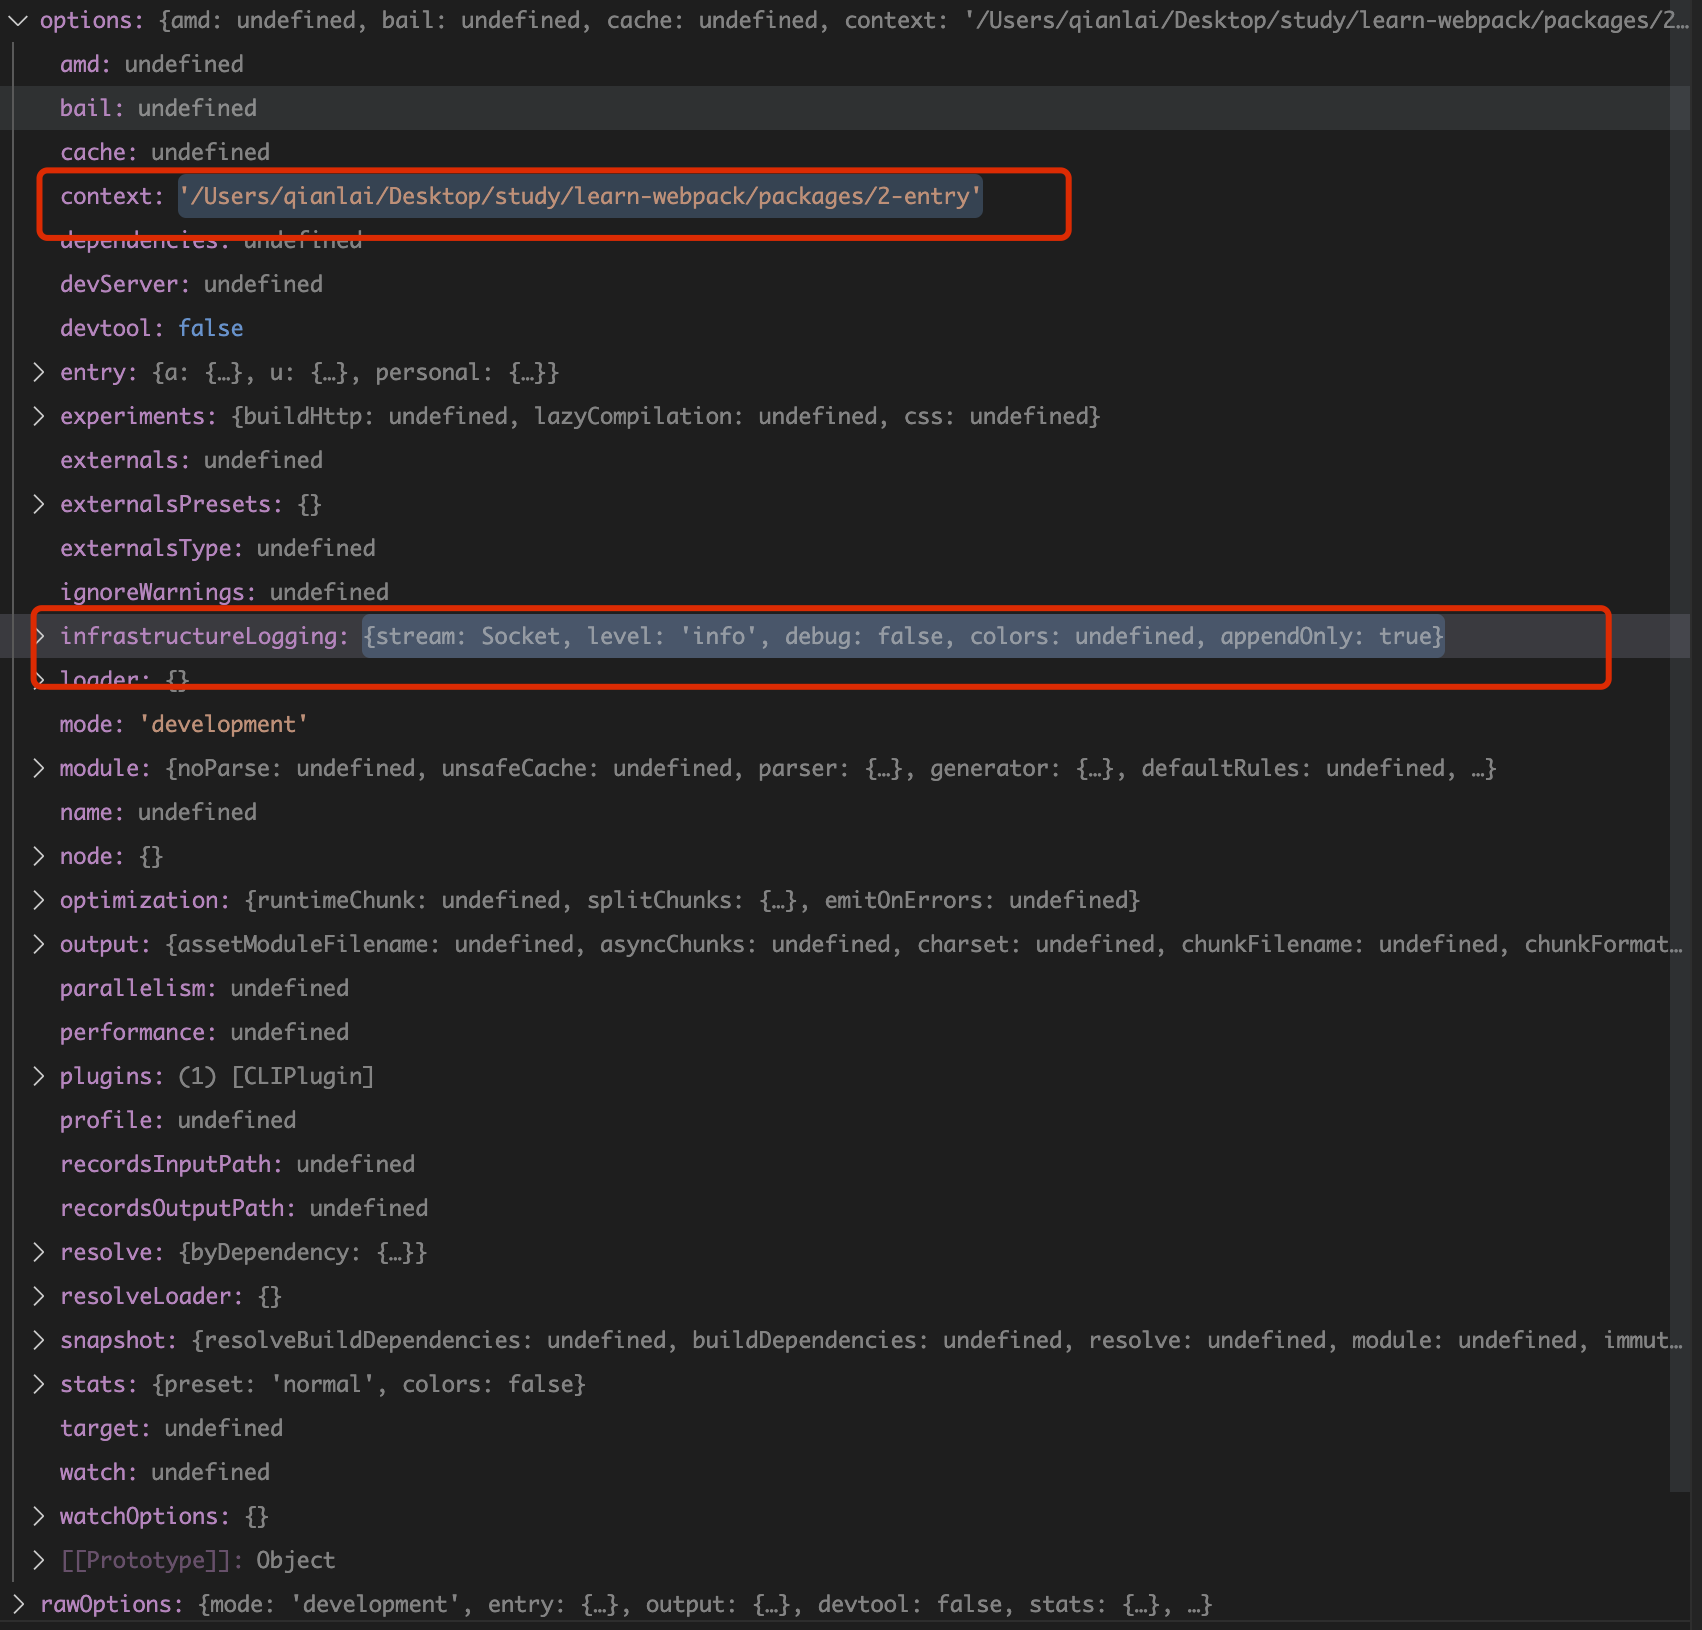 options: {amd: undefined, bail: undefined, cache: undefined, context: '/Users/qianlai/Desktop/study/learn-webpack/packages/2…
amd: undefined
bail: undefined
cache: undefined
context: '/Users/qianlai/Desktop/study/learn-webpack/packages/2-entry'
dependencies: undefined
devServer: undefined
devtool: false
entry: {a: {…}, u: {…}, personal: {…}}
experiments: {buildHttp: undefined, lazyCompilation: undefined, css: undefined}
externals: undefined
externalsPresets: {}
externalsType: undefined
ignoreWarnings: undefined
infrastructureLogging: {stream: Socket, level: 'info', debug: false, colors: undefined, appendOnly: true}
loader: {}
mode: 'development'
module: {noParse: undefined, unsafeCache: undefined, parser: {…}, generator: {…}, defaultRules: undefined, …}
name: undefined
node: {}
optimization: {runtimeChunk: undefined, splitChunks: {…}, emitOnErrors: undefined}
output: {assetModuleFilename: undefined, asyncChunks: undefined, charset: undefined, chunkFilename: undefined, chunkFormat…
parallelism: undefined
performance: undefined
plugins: (1) [CLIPlugin]
profile: undefined
recordsInputPath: undefined
recordsOutputPath: undefined
resolve: {byDependency: {…}}
resolveLoader: {}
snapshot: {resolveBuildDependencies: undefined, buildDependencies: undefined, resolve: undefined, module: undefined, immut…
stats: {preset: 'normal', colors: false}
target: undefined
watch: undefined
watchOptions: {}
[[Prototype]]: Object
rawOptions: {mode: 'development', entry: {…}, output: {…}, devtool: false, stats: {…}, …}